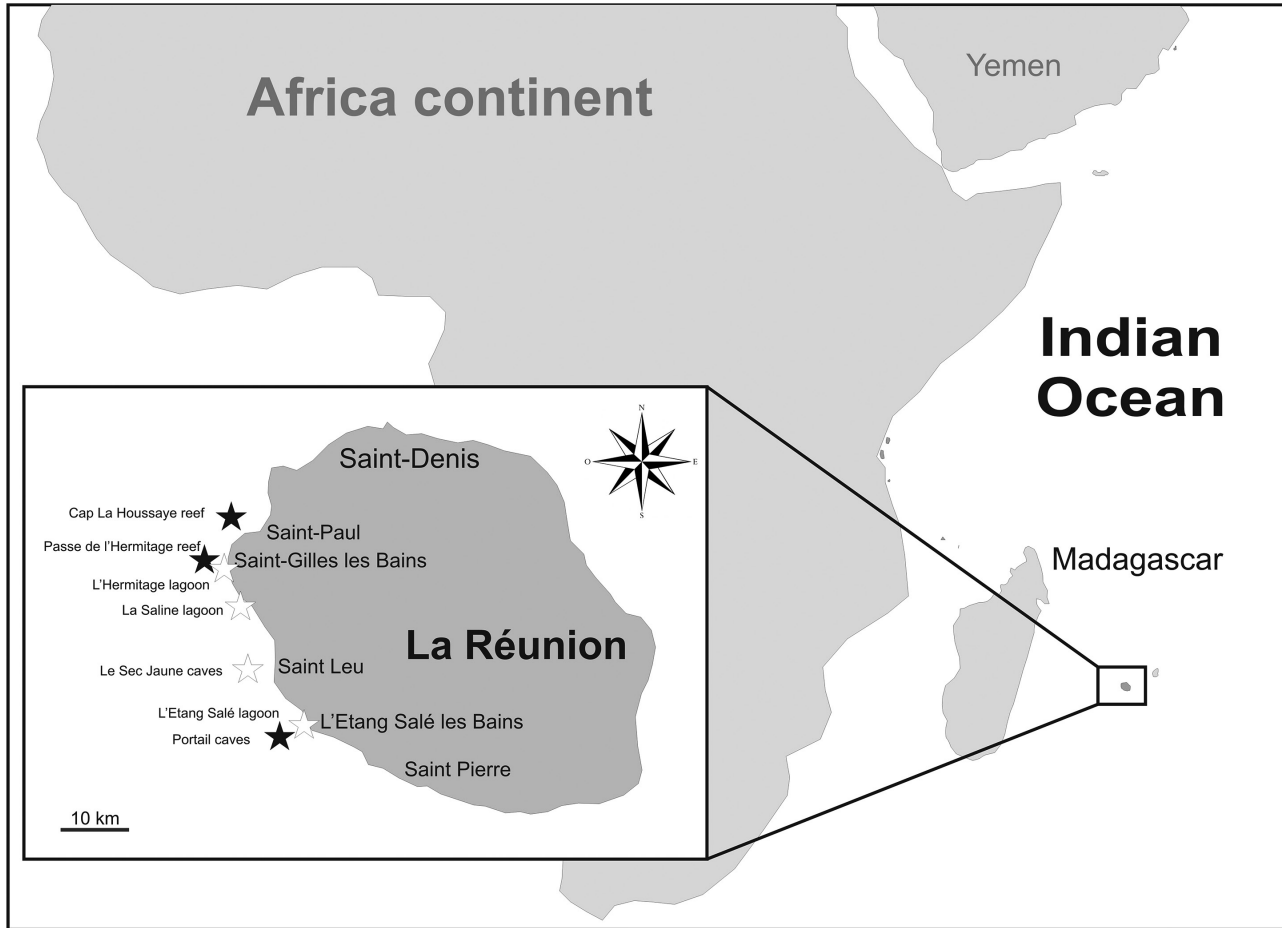 Africa continent
Yemen
Indian
Ocean
Madagascar
N
O
E
S
Saint-Denis
Cap La Houssaye reef
Saint-Paul
Passe de l'Hermitage reef
Saint-Gilles les Bains
L'Hermitage lagoon
La Saline lagoon
La Réunion
Le Sec Jaune caves
Saint Leu
L'Etang Salé lagoon
L'Etang Salé les Bains
Portail caves
Saint Pierre
10 km